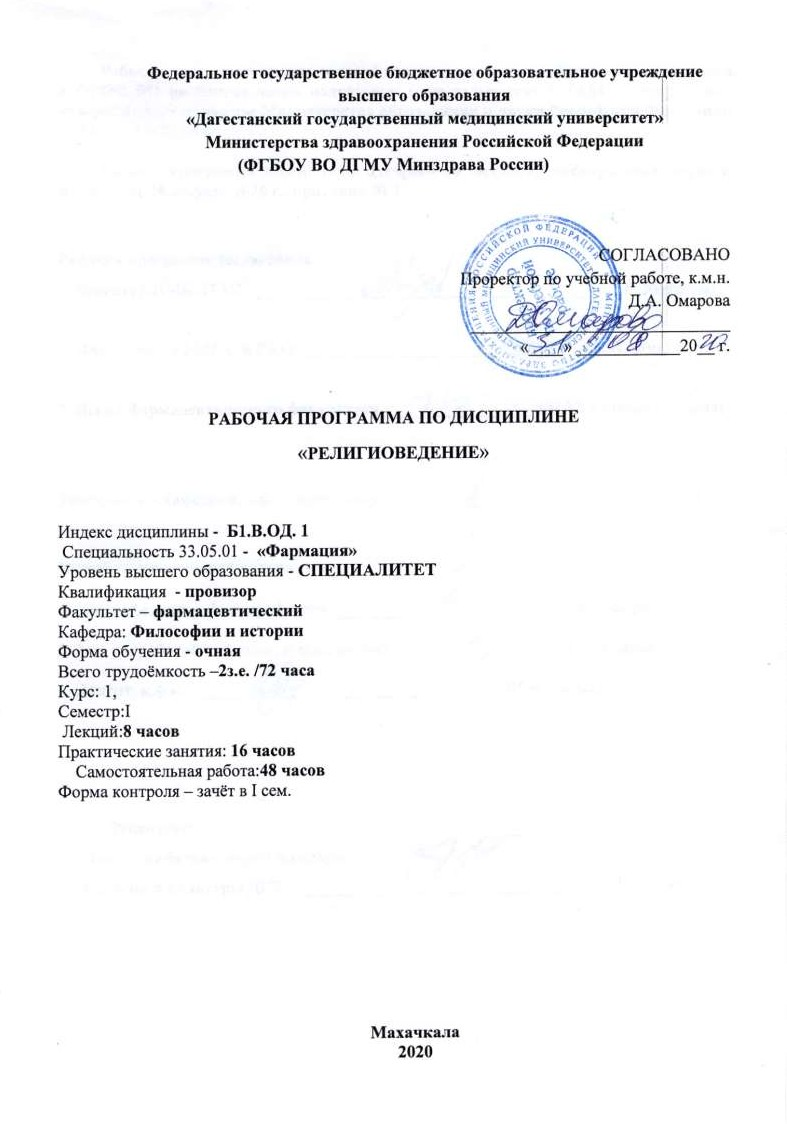 Федеральное государственное бюджетное образовательное учреждение
высшего образования
«Дагестанский государственный медицинский университет»
Министерства здравоохранения Российской Федерации
(ФГБОУ ВО ДГМУ Минздрава России)
СОГЛАСОВАНО
Проректор по учебной работе, к.м.н.
Д.А. Омарова
«31» 08 2020 г.
РАБОЧАЯ ПРОГРАММА ПО ДИСЦИПЛИНЕ
«РЕЛИГИОВЕДЕНИЕ»
Индекс дисциплины - Б1.В.ОД. 1
Специальность 33.05.01 - «Фармация»
Уровень высшего образования - СПЕЦИАЛИТЕТ
Квалификация - провизор
Факультет – фармацевтический
Кафедра: Философии и истории
Форма обучения - очная
Всего трудоёмкость –2з.е. /72 часа
Курс: 1,
Семестр:I
Лекций:8 часов
Практические занятия: 16 часов
Самостоятельная работа:48 часов
Форма контроля – зачёт в I сем.
Махачкала
2020